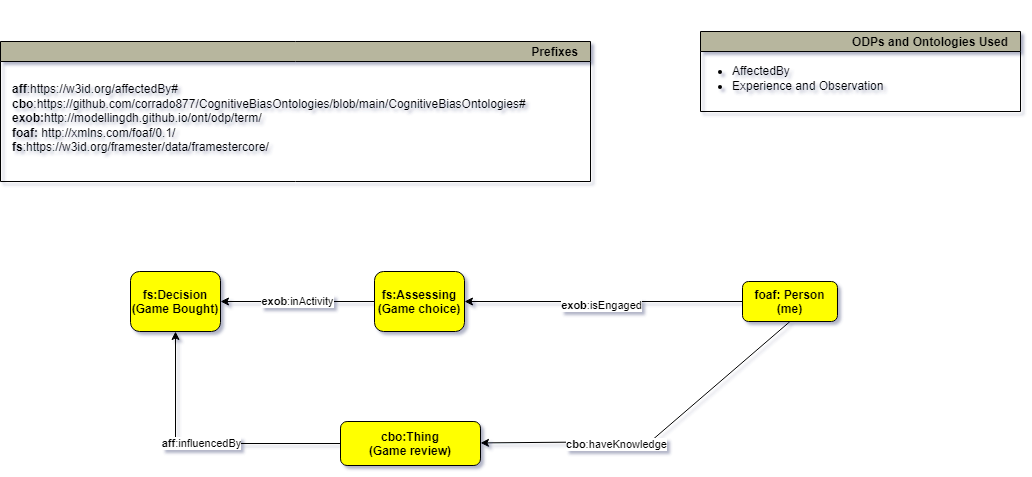 Prefixes
aff:https://w3id.org/affectedBy#
cbo:https://github.com/corrado877/CognitiveBiasOntologies/blob/main/CognitiveBiasOntologies#
exob:http://modellingdh.github.io/ont/odp/term/
foaf: http://xmlns.com/foaf/0.1/
fs:https://w3id.org/framester/data/framestercore/
ODPs and Ontologies Used
AffectedBy
Experience and Observation
fs:Decision
(Game Bought)
exob:inActivity
fs:Assessing
(Game choice)
exob:isEngaged
foaf: Person
(me)
aff:influencedBy
cbo:Thing
(Game review)
cbo:haveKnowledge